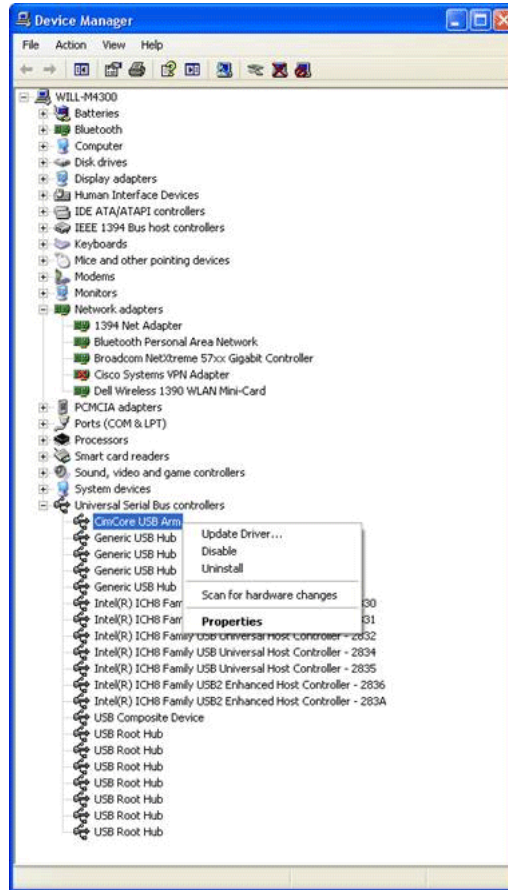 Device Manager
File Action View Help
WILL-M4300
Batteries
Bluetooth
Computer
Disk drives
Display adapters
Human Interface Devices
IDE ATA/ATAPI controllers
IEEE 1394 Bus host controllers
Keyboards
Mice and other pointing devices
Modems
Monitors
Network adapters
1394 Net Adapter
Bluetooth Personal Area Network
Broadcom NetXtreme 57xx Gigabit Controller
Cisco Systems VPN Adapter
Dell Wireless 1390 WLAN Mini-Card
PCMCIA adapters
Ports (COM & LPT)
Processors
Smart card readers
Sound, video and game controllers
System devices
Universal Serial Bus controllers
CimCore USB Arm
Generic USB Hub
Generic USB Hub
Generic USB Hub
Generic USB Hub
Intel(R) ICH8 Fam 830
Intel(R) ICH8 Fam 831
Intel(R) ICH8 Family USB Universal Host Controller - 2832
Intel(R) ICH8 Family USB Universal Host Controller - 2834
Intel(R) ICH8 Family USB Universal Host Controller - 2835
Intel(R) ICH8 Family USB2 Enhanced Host Controller - 2836
Intel(R) ICH8 Family USB2 Enhanced Host Controller - 283A
USB Composite Device
USB Root Hub
USB Root Hub
USB Root Hub
USB Root Hub
USB Root Hub
USB Root Hub
USB Root Hub
Update Driver...
Disable
Uninstall
Scan for hardware changes
Properties